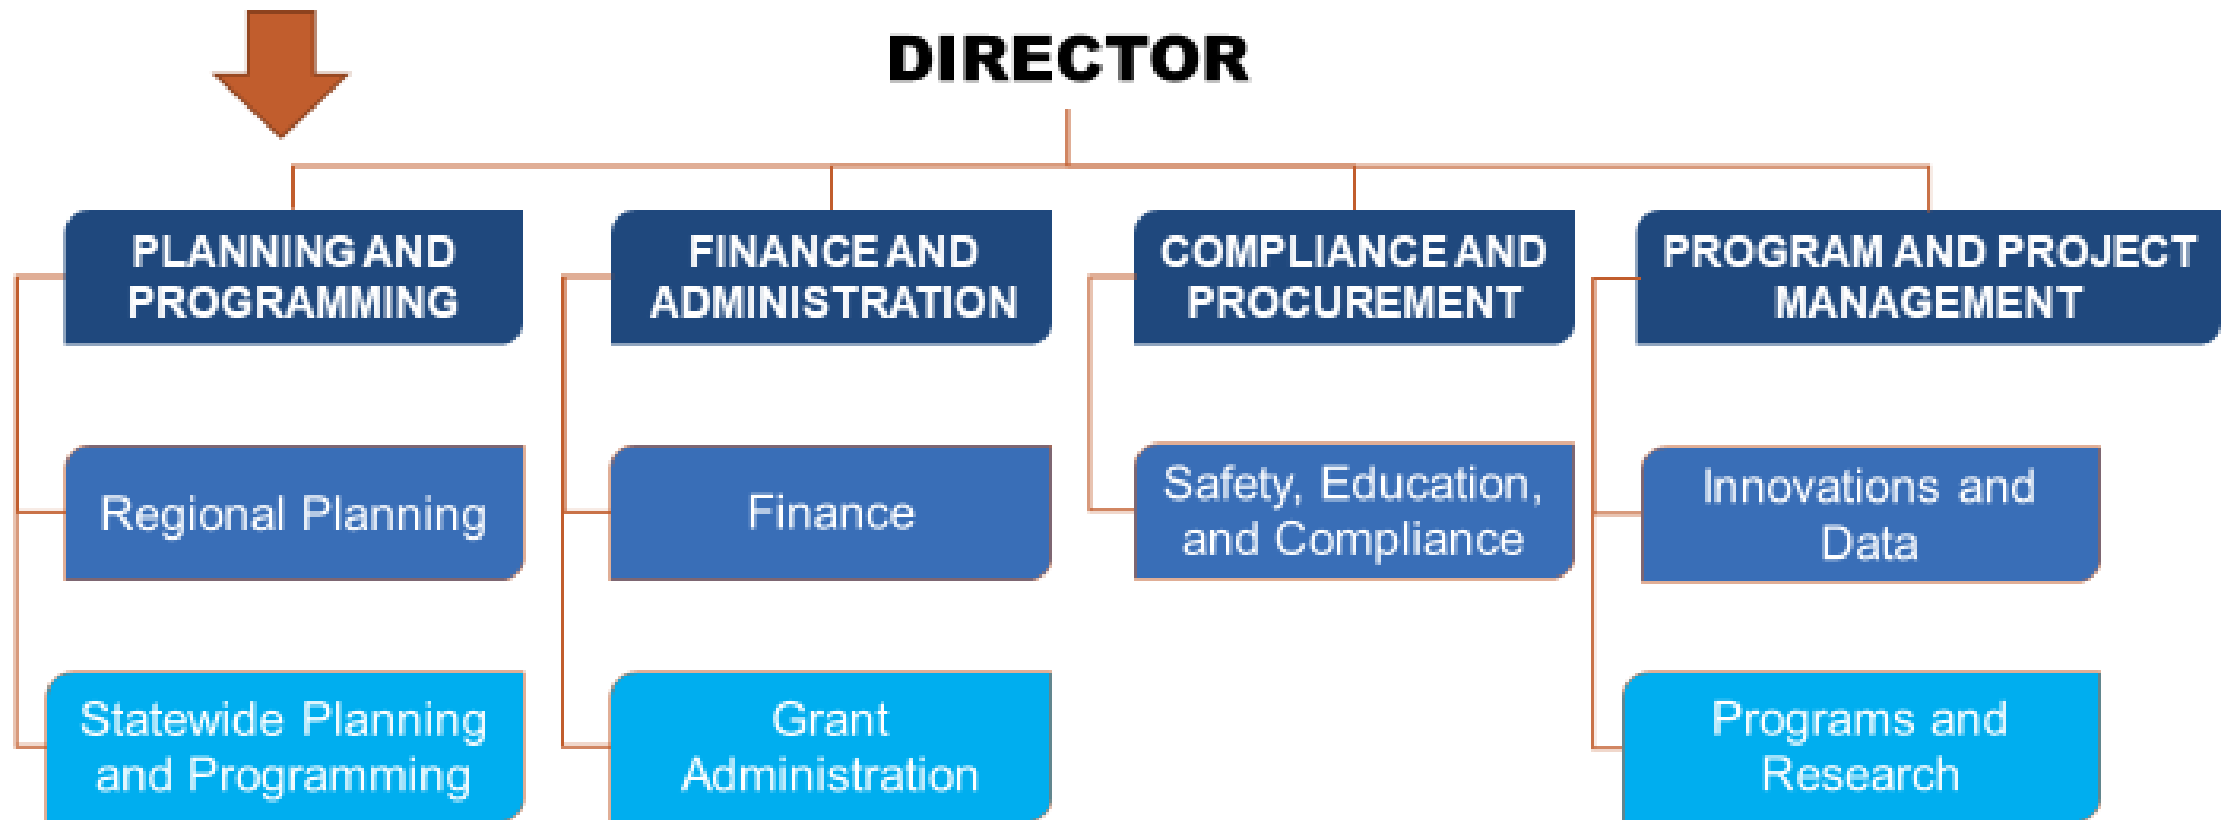 DIRECTOR
PLANNING AND
PROGRAMMING
FINANCE AND
ADMINISTRATION
COMPLIANCE AND
PROCUREMENT
PROGRAM AND PROJECT
MANAGEMENT
Regional Planning
Finance
Safety, Education,
and Compliance
Innovations and
Data
Statewide Planning
and Programming
Grant
Administration
Programs and
Research